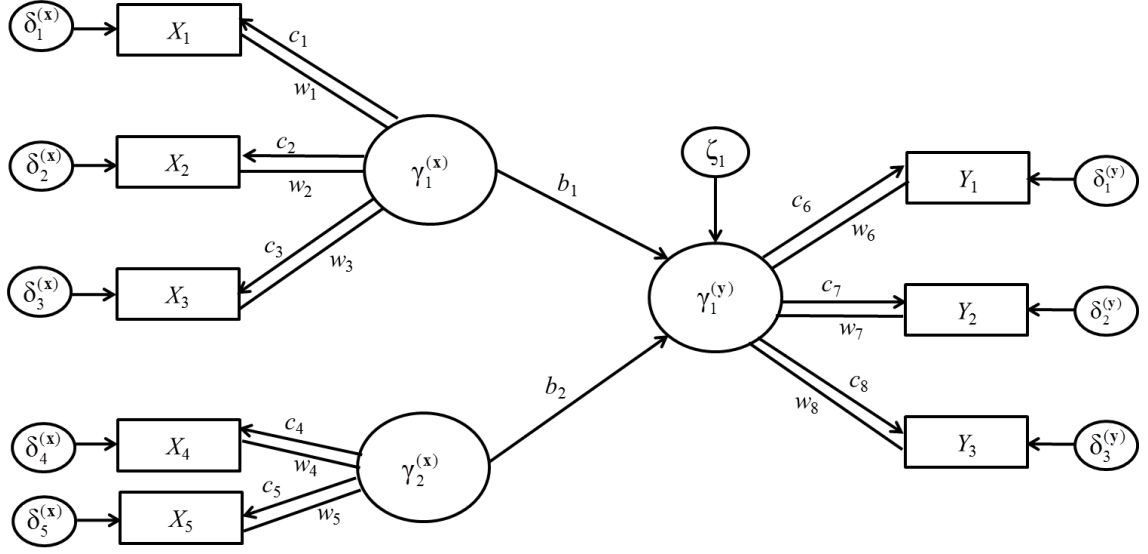 δ₁⁽ˣ⁾
X₁
c₁
w₁
δ₂⁽ˣ⁾
X₂
c₂
w₂
γ₁⁽ˣ⁾
δ₃⁽ˣ⁾
X₃
c₃
w₃
b₁
ζ₁
γ₁⁽ʸ⁾
c₆
w₆
Y₁
δ₁⁽ʸ⁾
c₇
w₇
Y₂
δ₂⁽ʸ⁾
c₈
w₈
Y₃
δ₃⁽ʸ⁾
b₂
δ₄⁽ˣ⁾
X₄
c₄
w₄
γ₂⁽ˣ⁾
δ₅⁽ˣ⁾
X₅
c₅
w₅